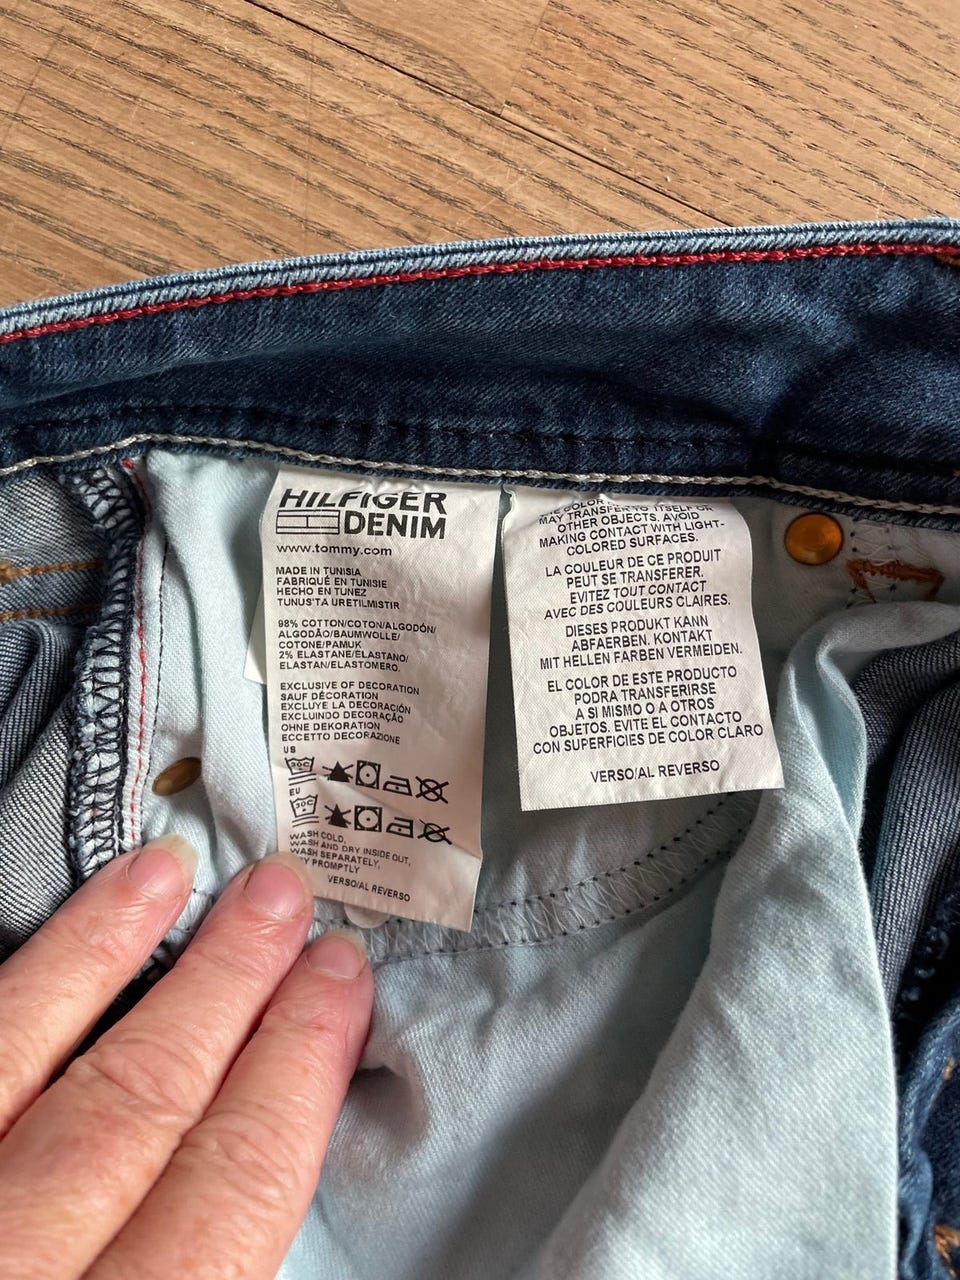 HILFIGER
DENIM
www.tommy.com
MADE IN TUNISIA
FABRIQUÉ EN TUNISIE
HECHO EN TUNEZ
TUNUS'TA ÜRETILMISTIR
98% COTTON/COTON/ALGODÓN/
ALGODÃO/BAUMWOLLE/
COTONE/PAMUK
2% ELASTANE/ELASTANO/
ELASTAN/ELASTOMERO.
EXCLUSIVE OF DECORATION
SAUF DÉCORATION
EXCLUYE LA DECORACIÓN
EXCLUINDO DECORAÇÃO
OHNE DEKORATION
ECCETTO DECORAZIONE
US
30C
EU
30C
WASH COLD,
WASH AND DRY INSIDE OUT,
WASH SEPARATELY,
PROMPTLY
VERSO/AL REVERSO
COLOR
MAY TRANSFER TO ITSELF OR
OTHER OBJECTS. AVOID
MAKING CONTACT WITH LIGHT-
COLORED SURFACES.
LA COULEUR DE CE PRODUIT
PEUT SE TRANSFERER.
EVITEZ TOUT CONTACT
AVEC DES COULEURS CLAIRES.
DIESES PRODUKT KANN
ABFAERBEN. KONTAKT
MIT HELLEN FARBEN VERMEIDEN.
EL COLOR DE ESTE PRODUCTO
PODRA TRANSFERIRSE
A SI MISMO O A OTROS
OBJETOS. EVITE EL CONTACTO
CON SUPERFICIES DE COLOR CLARO
VERSO/AL REVERSO